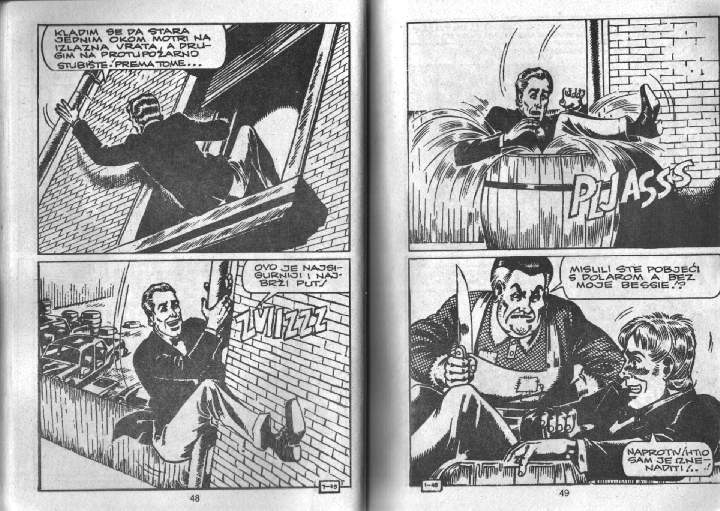 KLADIM SE DA STARA
JEDNIM OKOM MOTRI NA
IZLAZNA VRATA, A DRU-
GIM NA PROTUPOŽARNO
STUBIŠTE! PREMA TOME...
OVO JE NAJSI-
GURNIJI I NAJ-
BRŽI PUT!
ZVIIZZZ
48
PLJASSS
MISLILI STE POBJEĆI
S DOLAROM A BEZ
MOJE BESSIE!?
NAPROTIV! HTIO
SAM JE IZNE-
NADITI!...!
1-48
49